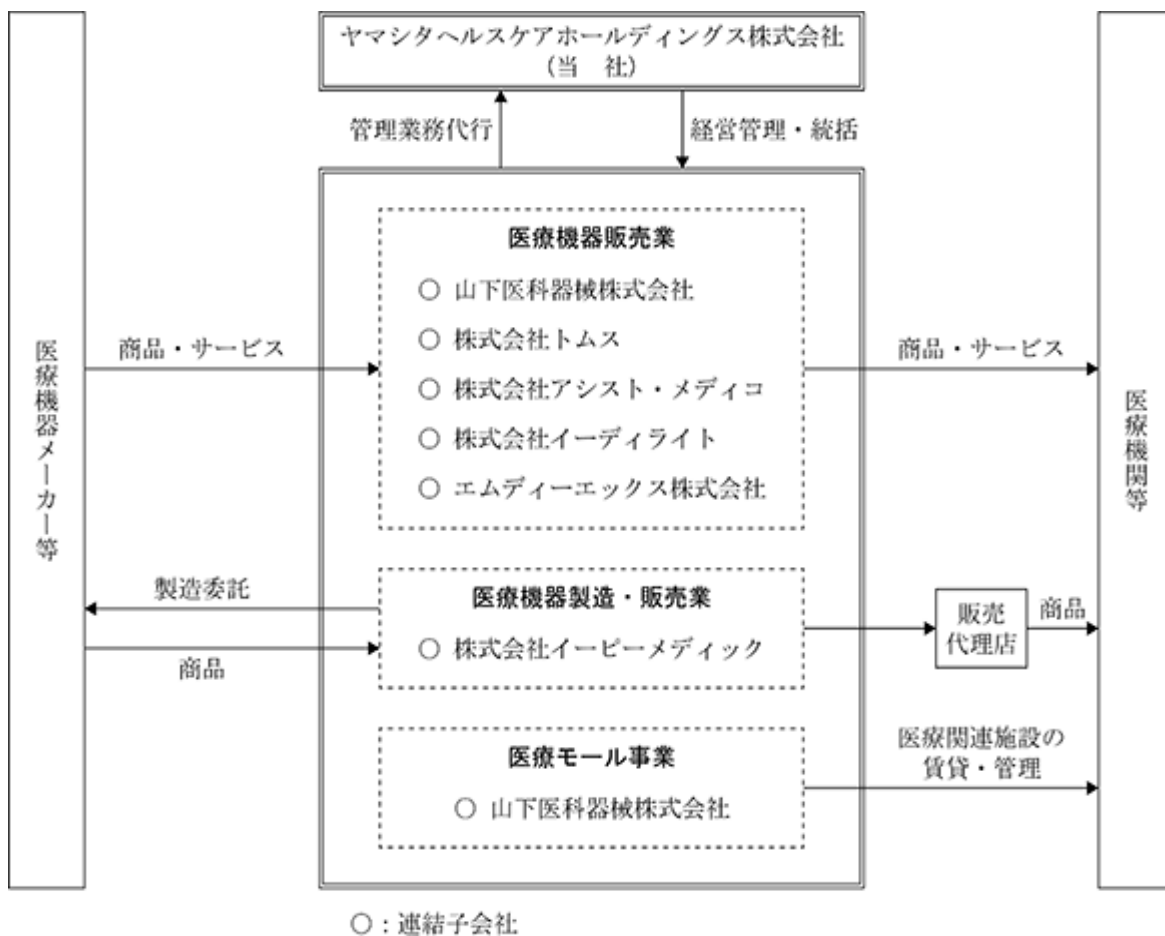 ヤマシタヘルスケアホールディングス株式会社
（当　社）
管理業務代行
経営管理・統括
医療機器メーカー等
商品・サービス
医療機器販売業
○ 山下医科器械株式会社
○ 株式会社トムス
○ 株式会社アシスト・メディコ
○ 株式会社イーディライト
○ エムディーエックス株式会社
商品・サービス
医療機関等
製造委託
商品
医療機器製造・販売業
○ 株式会社イーピーメディック
販売
代理店
商品
医療モール事業
○ 山下医科器械株式会社
医療関連施設の
賃貸・管理
○：連結子会社